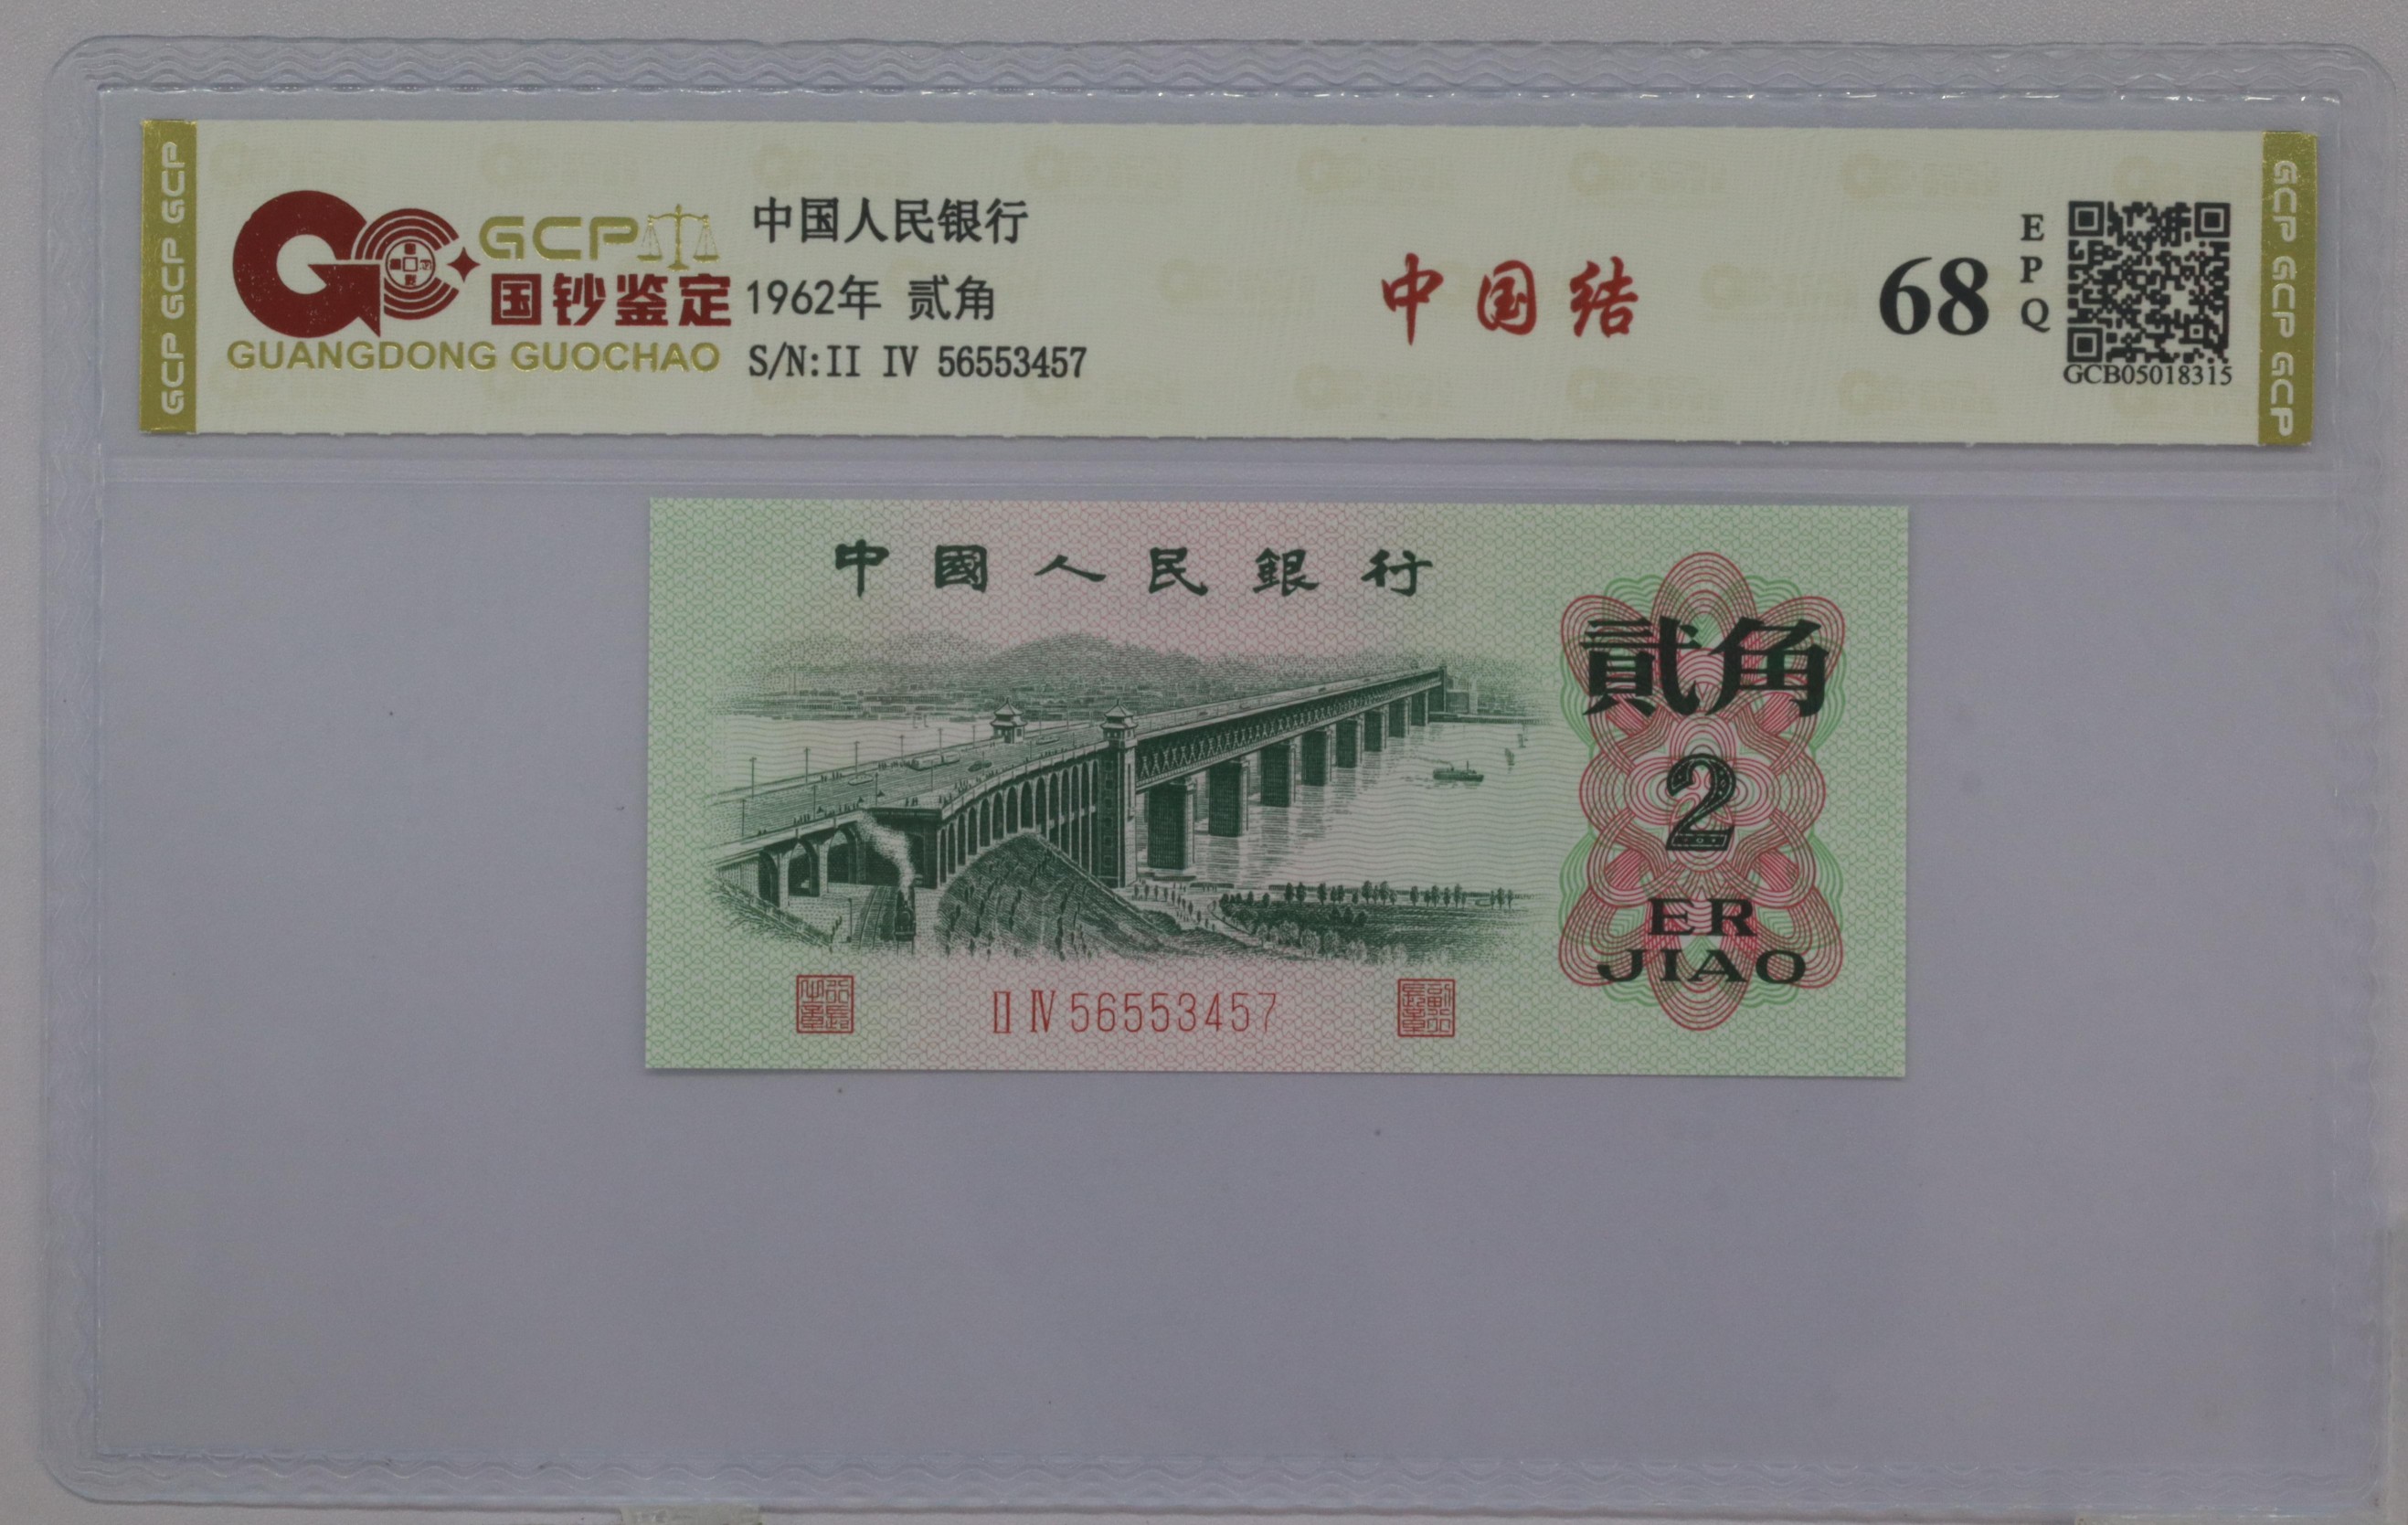 GCP GCP GCP
GCP
国钞鉴定
GUANGDONG GUOCHAO
中国人民银行
1962年 贰角
S/N:II IV 56553457
中国结
68
EPQ
GCB05018315
GCP GCP GCP
中國人民銀行
貳角
2
ER
JIAO
II IV 56553457